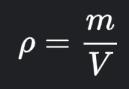 ρ = m/V